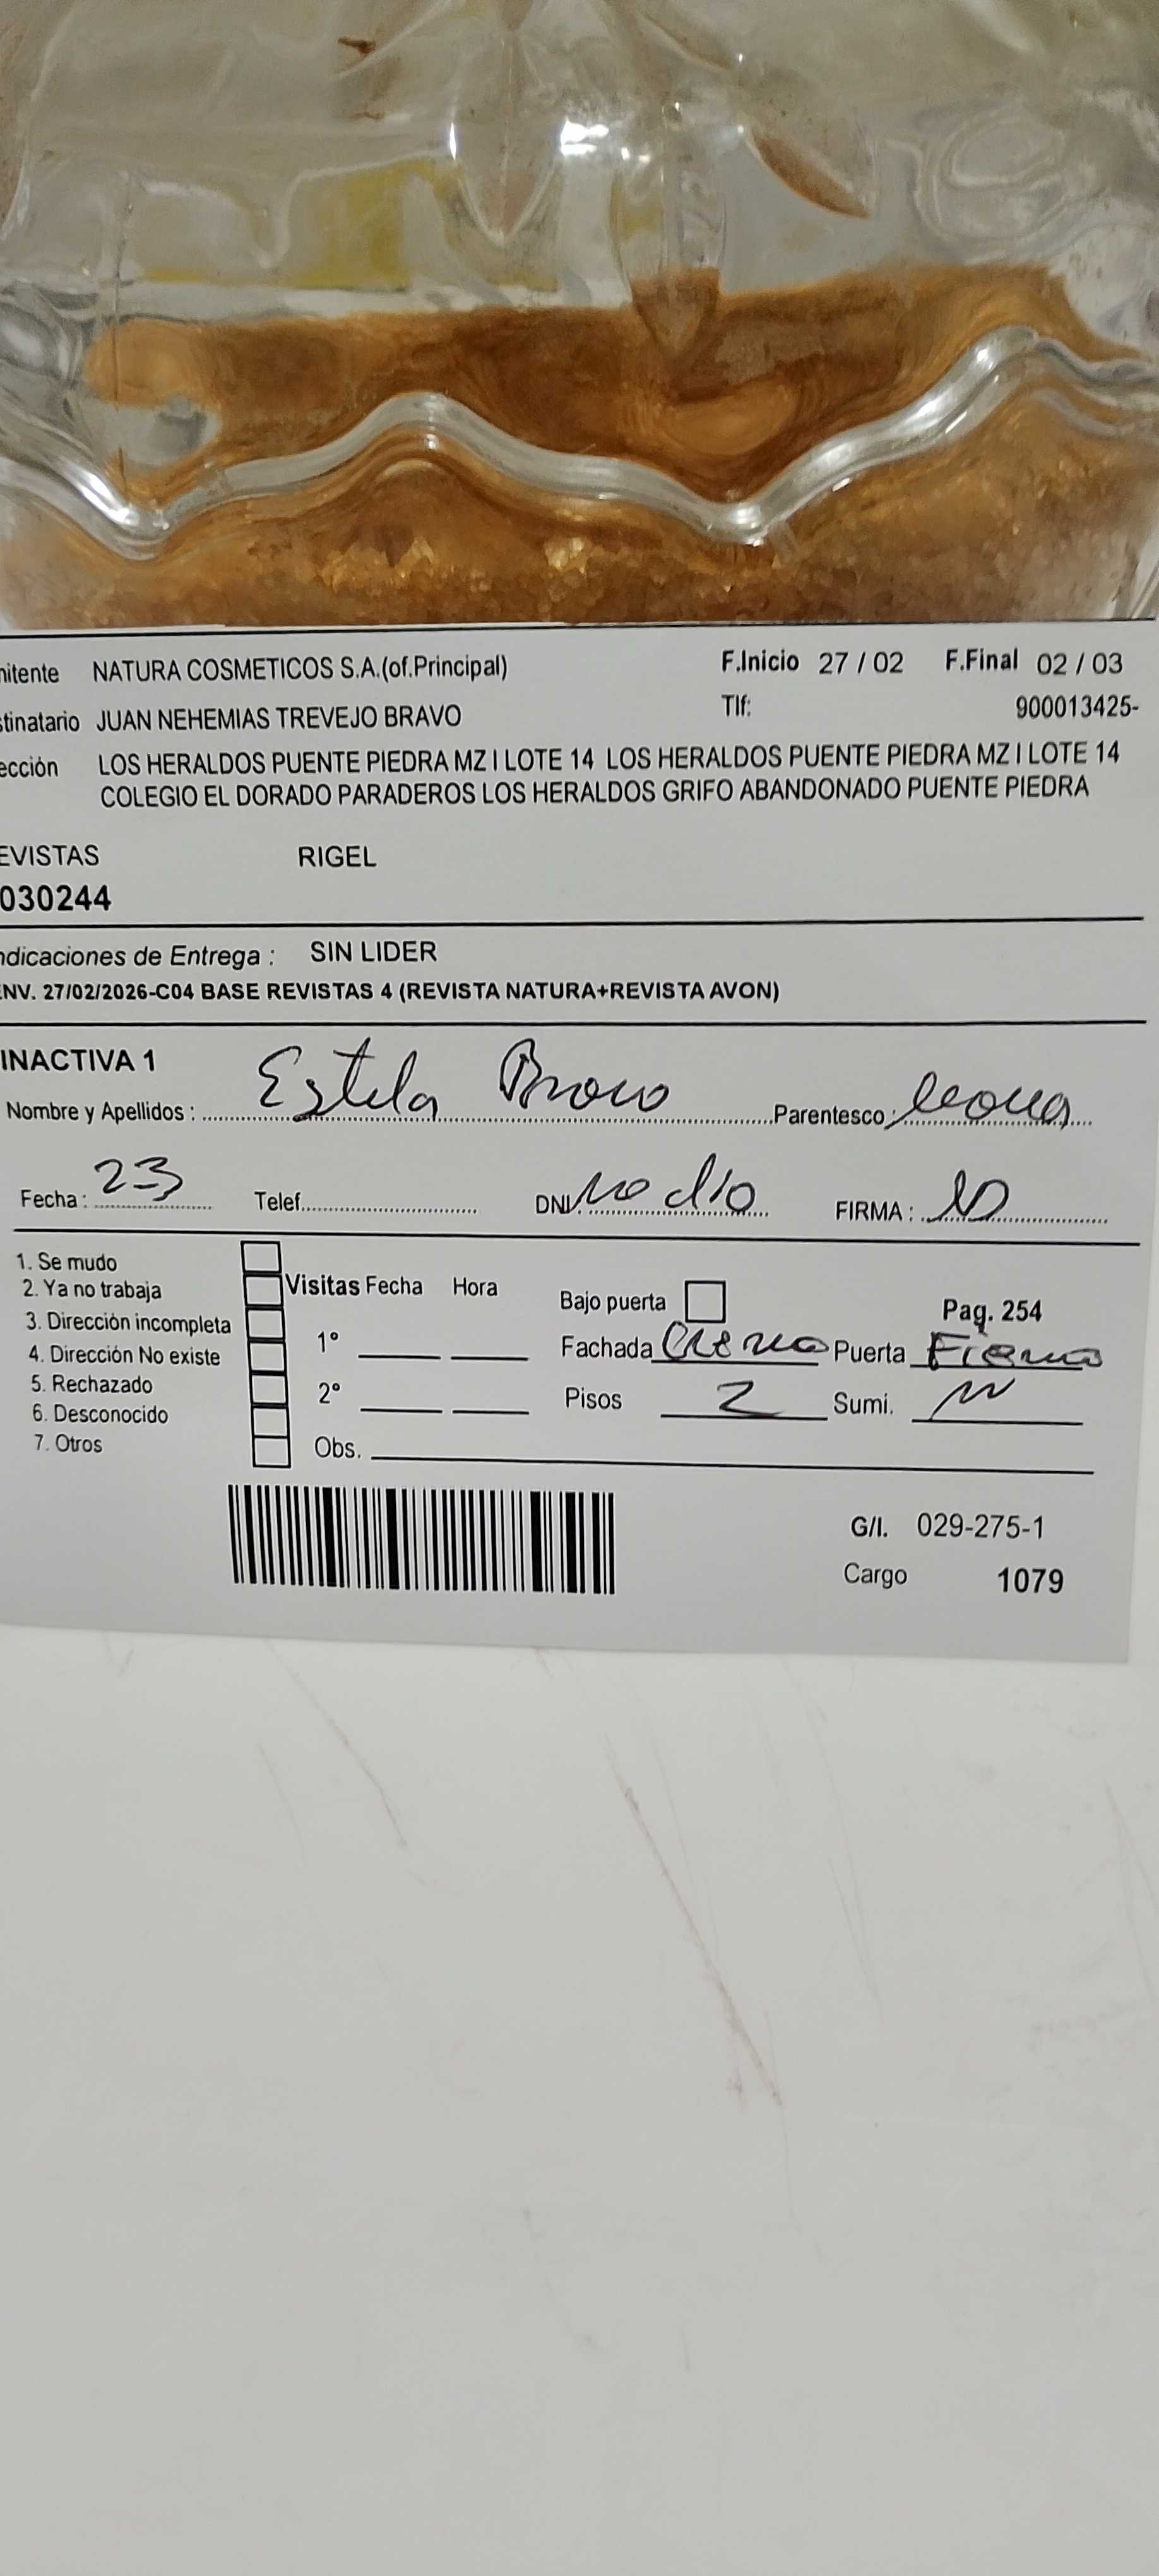 mitente NATURA COSMETICOS S.A.(of.Principal) F.Inicio 27 / 02 F.Final 02 / 03
stinatario JUAN NEHEMIAS TREVEJO BRAVO Tlf: 900013425-
ección LOS HERALDOS PUENTE PIEDRA MZ I LOTE 14 LOS HERALDOS PUENTE PIEDRA MZ I LOTE 14
COLEGIO EL DORADO PARADEROS LOS HERALDOS GRIFO ABANDONADO PUENTE PIEDRA
EVISTAS RIGEL
030244
ndicaciones de Entrega : SIN LIDER
ENV. 27/02/2026-C04 BASE REVISTAS 4 (REVISTA NATURA+REVISTA AVON)
INACTIVA 1
Nombre y Apellidos : Estela Bravo Parentesco :
Fecha : 23 Telef. DNI. no dio FIRMA :
1. Se mudo
2. Ya no trabaja Visitas Fecha Hora Bajo puerta Pag. 254
3. Dirección incompleta 1° Fachada Crema Puerta Fierro
4. Dirección No existe
5. Rechazado 2° Pisos 2 Sumi.
6. Desconocido
7. Otros Obs.
G/I. 029-275-1
Cargo 1079